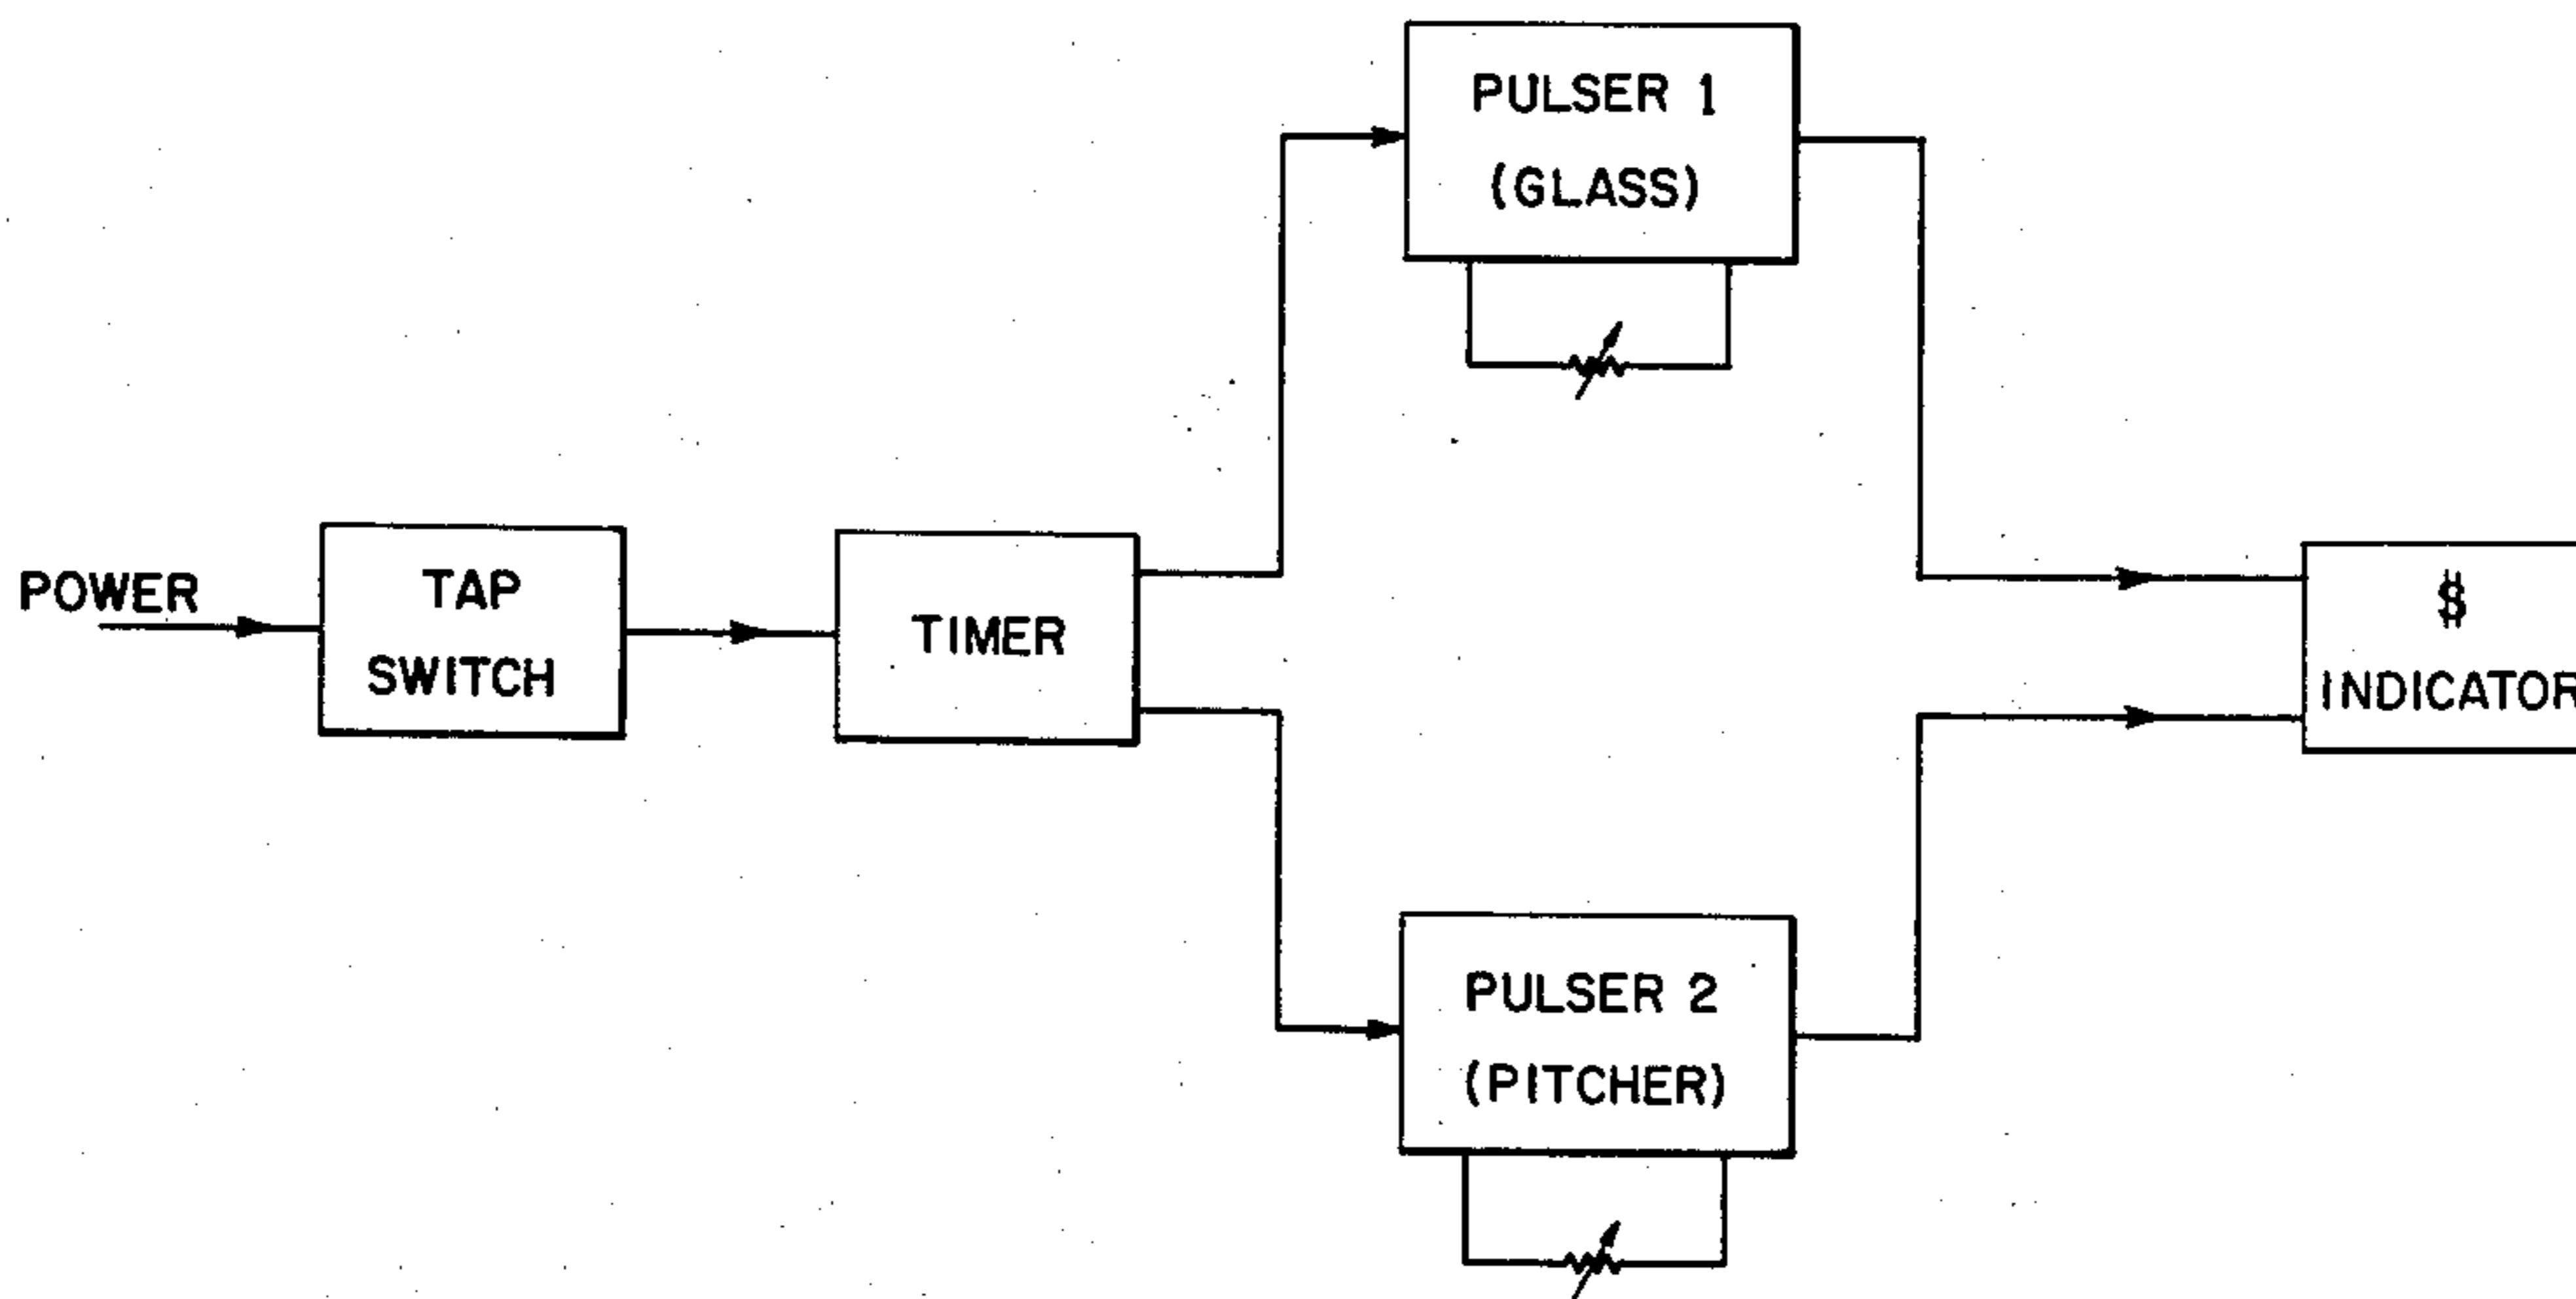 PULSER 1
(GLASS)
POWER
TAP
SWITCH
TIMER
$
INDICATOR
PULSER 2
(PITCHER)